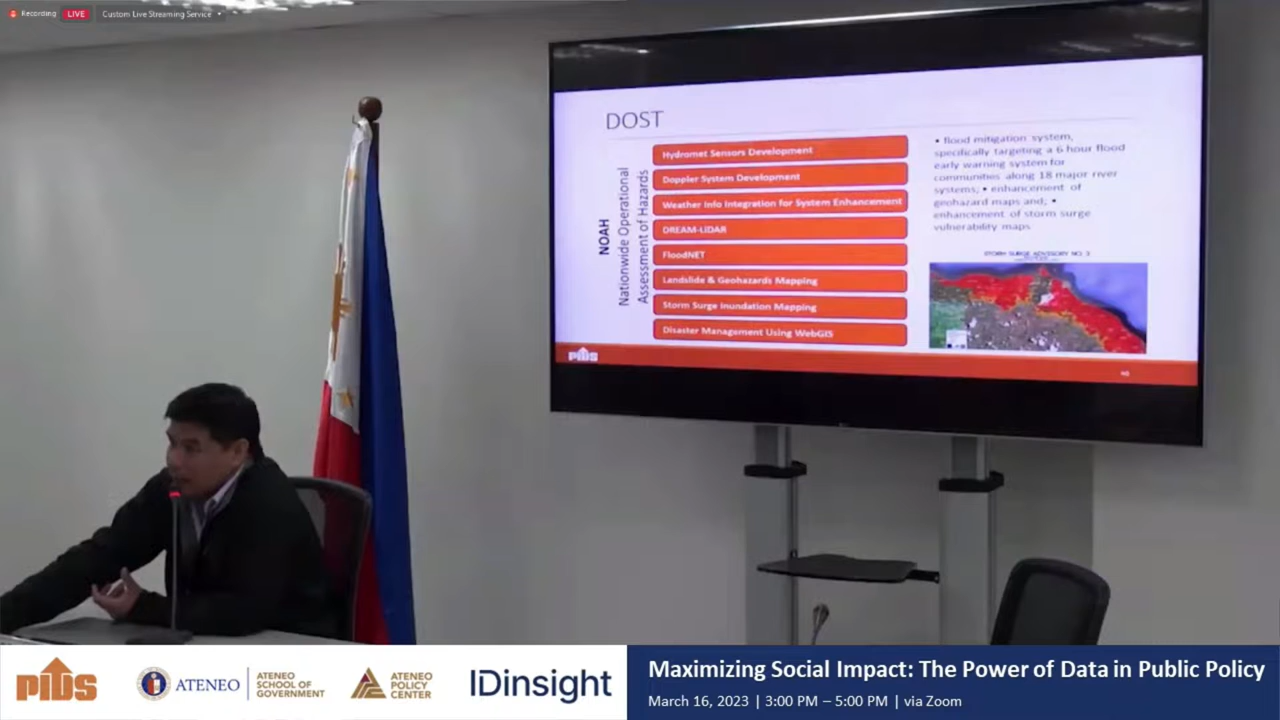 Recording LIVE Custom Live Streaming Service
DOST
NOAH
Nationwide Operational
Assessment of Hazards
Hydromet Sensors Development
Doppler System Development
Weather Info Integration for System Enhancement
DREAM-LIDAR
FloodNET
Landslide & Geohazards Mapping
Storm Surge Inundation Mapping
Disaster Management Using WebGIS
▪ flood mitigation system,
specifically targeting a 6 hour flood
early warning system for
communities along 18 major river
systems; ▪ enhancement of
geohazard maps and; ▪
enhancement of storm surge
vulnerability maps
STORM SURGE ADVISORY NO. 3
PIDS
PIDS
ATENEO
ATENEO
SCHOOL OF
GOVERNMENT
ATENEO
POLICY
CENTER
IDinsight
Maximizing Social Impact: The Power of Data in Public Policy
March 16, 2023 | 3:00 PM – 5:00 PM | via Zoom